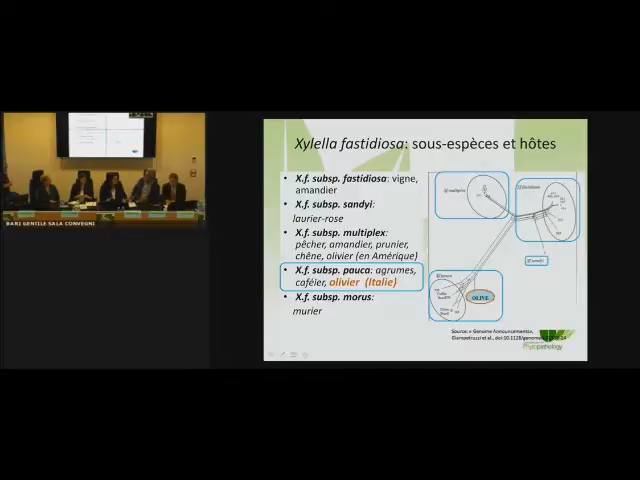 Xylella fastidiosa: sous-espèces et hôtes
• X.f. subsp. fastidiosa: vigne,
amandier
• X.f. subsp. sandyi:
laurier-rose
• X.f. subsp. multiplex:
pêcher, amandier, prunier,
chêne, olivier (en Amérique)
• X.f. subsp. pauca: agrumes,
caféier, olivier (Italie)
• X.f. subsp. morus:
murier
OLIVE
Source: « Genome Announcements»,
Giampetruzzi et al.,
Phytopathology
BARI GENTILE SALA CONVEGNI